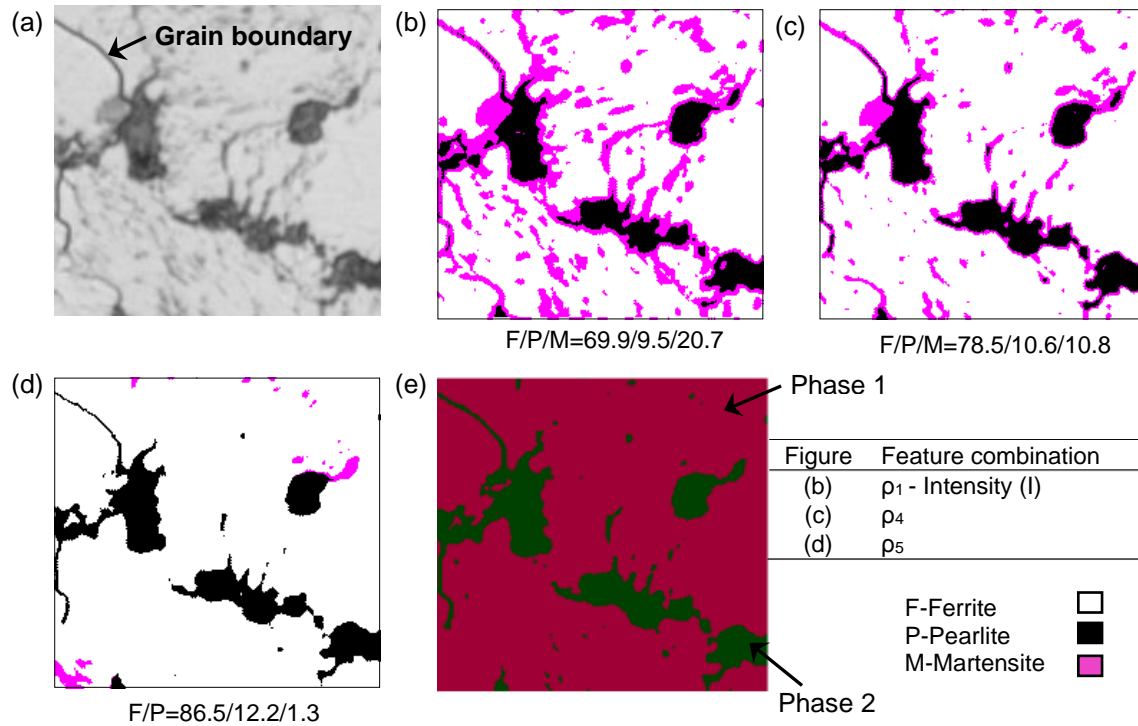 (a)
Grain boundary
(b)
(c)
F/P/M=69.9/9.5/20.7
F/P/M=78.5/10.6/10.8
(d)
(e)
Phase 1
Figure Feature combination
(b) ρ₁ - Intensity (I)
(c) ρ₄
(d) ρ₅
F-Ferrite
P-Pearlite
M-Martensite
Phase 2
F/P=86.5/12.2/1.3